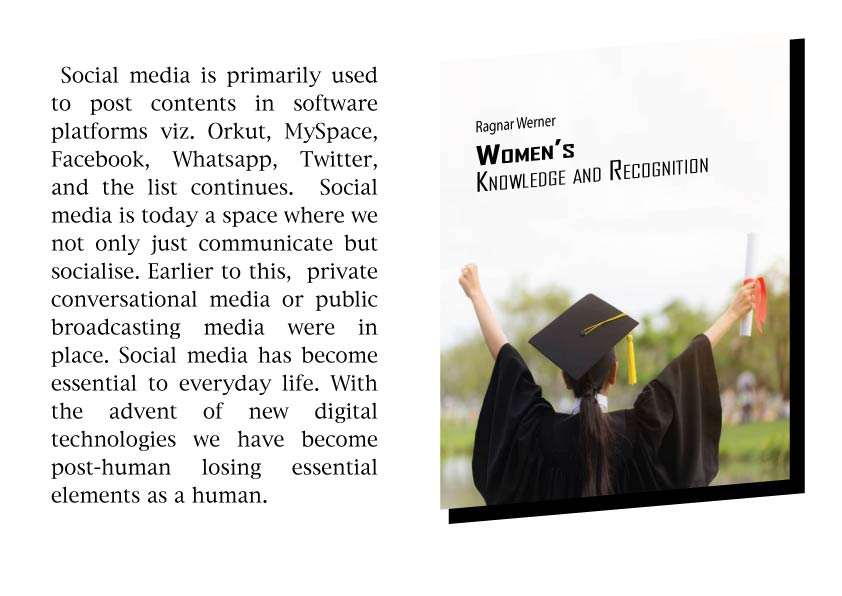 Social media is primarily used
to post contents in software
platforms viz. Orkut, MySpace,
Facebook, Whatsapp, Twitter,
and the list continues. Social
media is today a space where we
not only just communicate but
socialise. Earlier to this, private
conversational media or public
broadcasting media were in
place. Social media has become
essential to everyday life. With
the advent of new digital
technologies we have become
post-human losing essential
elements as a human.
Ragnar Werner
Women's
Knowledge and Recognition